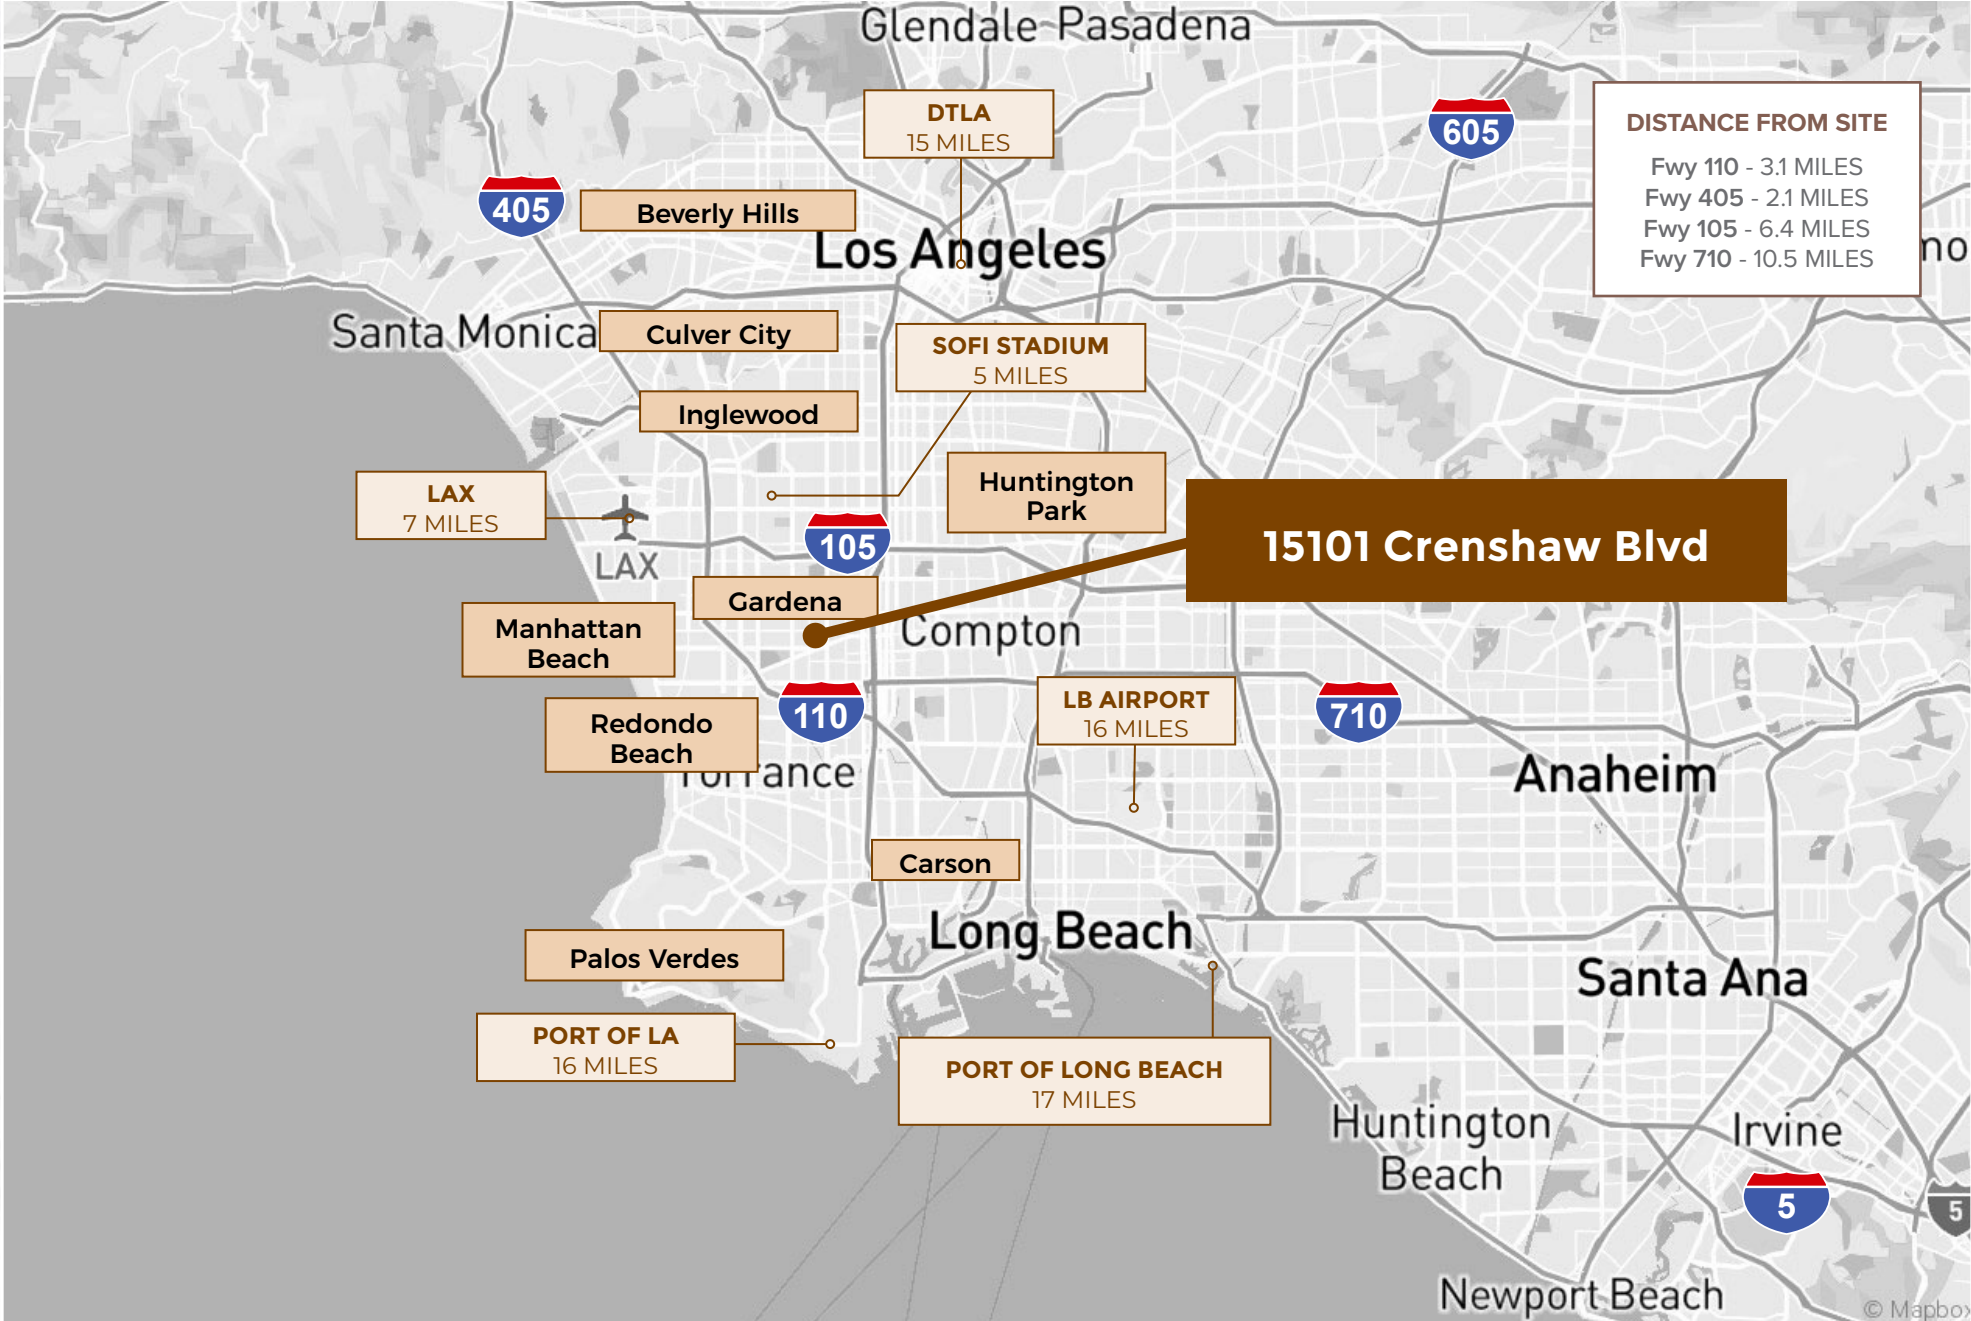 Glendale Pasadena
DTLA
15 MILES
605
DISTANCE FROM SITE
Fwy 110 - 3.1 MILES
Fwy 405 - 2.1 MILES
Fwy 105 - 6.4 MILES
Fwy 710 - 10.5 MILES
405
Beverly Hills
Los Angeles
mo
Santa Monica
Culver City
SOFI STADIUM
5 MILES
Inglewood
Huntington
Park
LAX
7 MILES
15101 Crenshaw Blvd
105
LAX
Gardena
Manhattan
Beach
Compton
110
LB AIRPORT
16 MILES
710
Redondo
Beach
Torrance
Anaheim
Carson
Long Beach
Palos Verdes
Santa Ana
PORT OF LA
16 MILES
PORT OF LONG BEACH
17 MILES
Huntington
Beach
Irvine
5
5
Newport Beach
© Mapbox